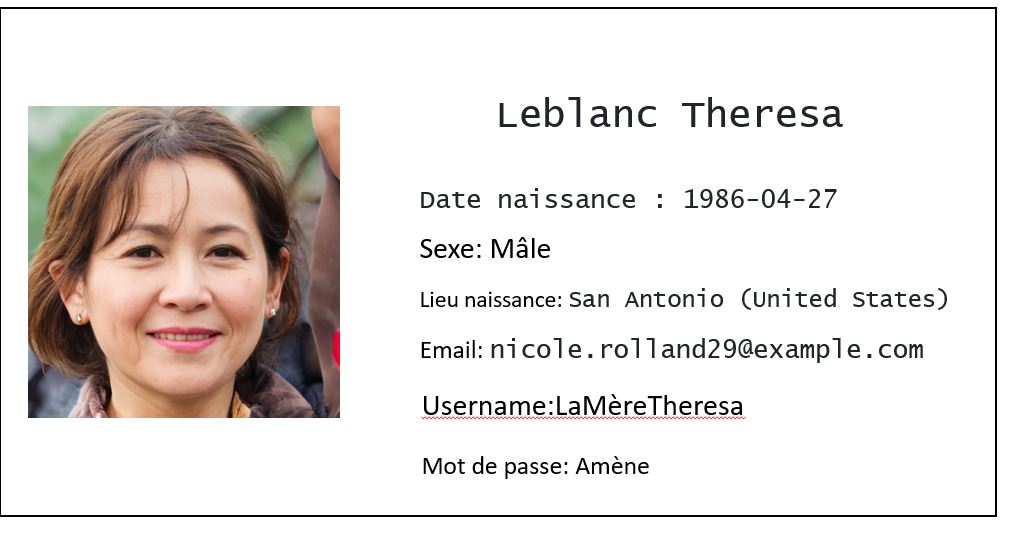 Leblanc Theresa
Date naissance : 1986-04-27
Sexe: Mâle
Lieu naissance: San Antonio (United States)
Email: nicole.rolland29@example.com
Username:LaMèreTheresa
Mot de passe: Amène